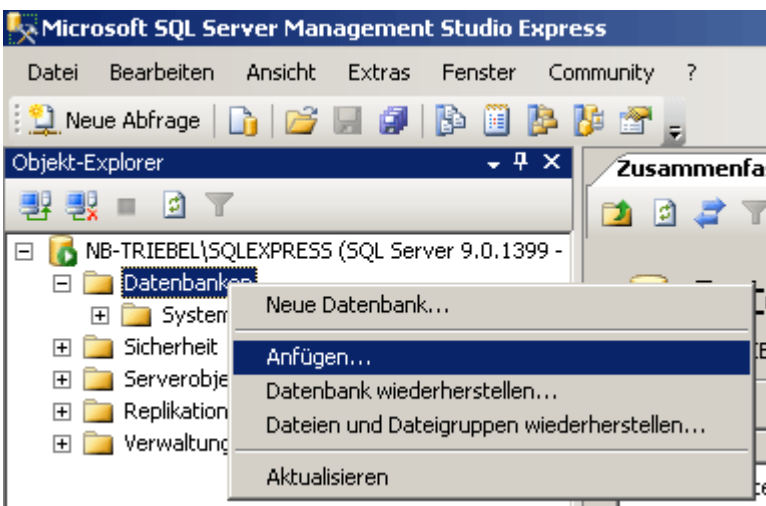 Microsoft SQL Server Management Studio Express
Datei Bearbeiten Ansicht Extras Fenster Community ?
Neue Abfrage
Objekt-Explorer
Zusammenfa
NB-TRIEBEL\SQLEXPRESS (SQL Server 9.0.1399 -
Datenbanken
System
Sicherheit
Serverobje
Replikation
Verwaltung
Neue Datenbank...
Anfügen...
Datenbank wiederherstellen...
Dateien und Dateigruppen wiederherstellen...
Aktualisieren